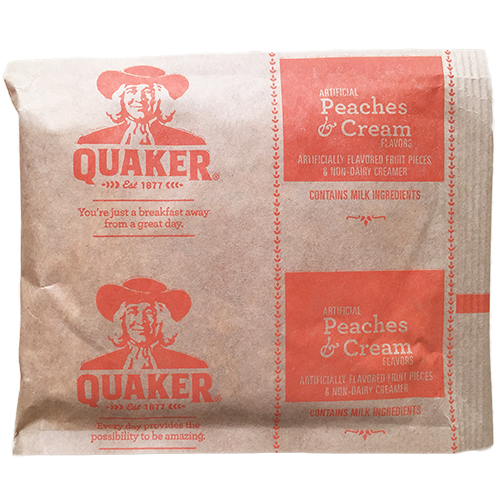 QUAKER®
Est 1877
You're just a breakfast away
from a great day.
ARTIFICIAL
Peaches
& Cream
FLAVORS
ARTIFICIALLY FLAVORED FRUIT PIECES
& NON-DAIRY CREAMER
CONTAINS MILK INGREDIENTS
QUAKER®
Est 1877
Every day provides the
possibility to be amazing.
ARTIFICIAL
Peaches
& Cream
FLAVORS
ARTIFICIALLY FLAVORED FRUIT PIECES
& NON-DAIRY CREAMER
CONTAINS MILK INGREDIENTS